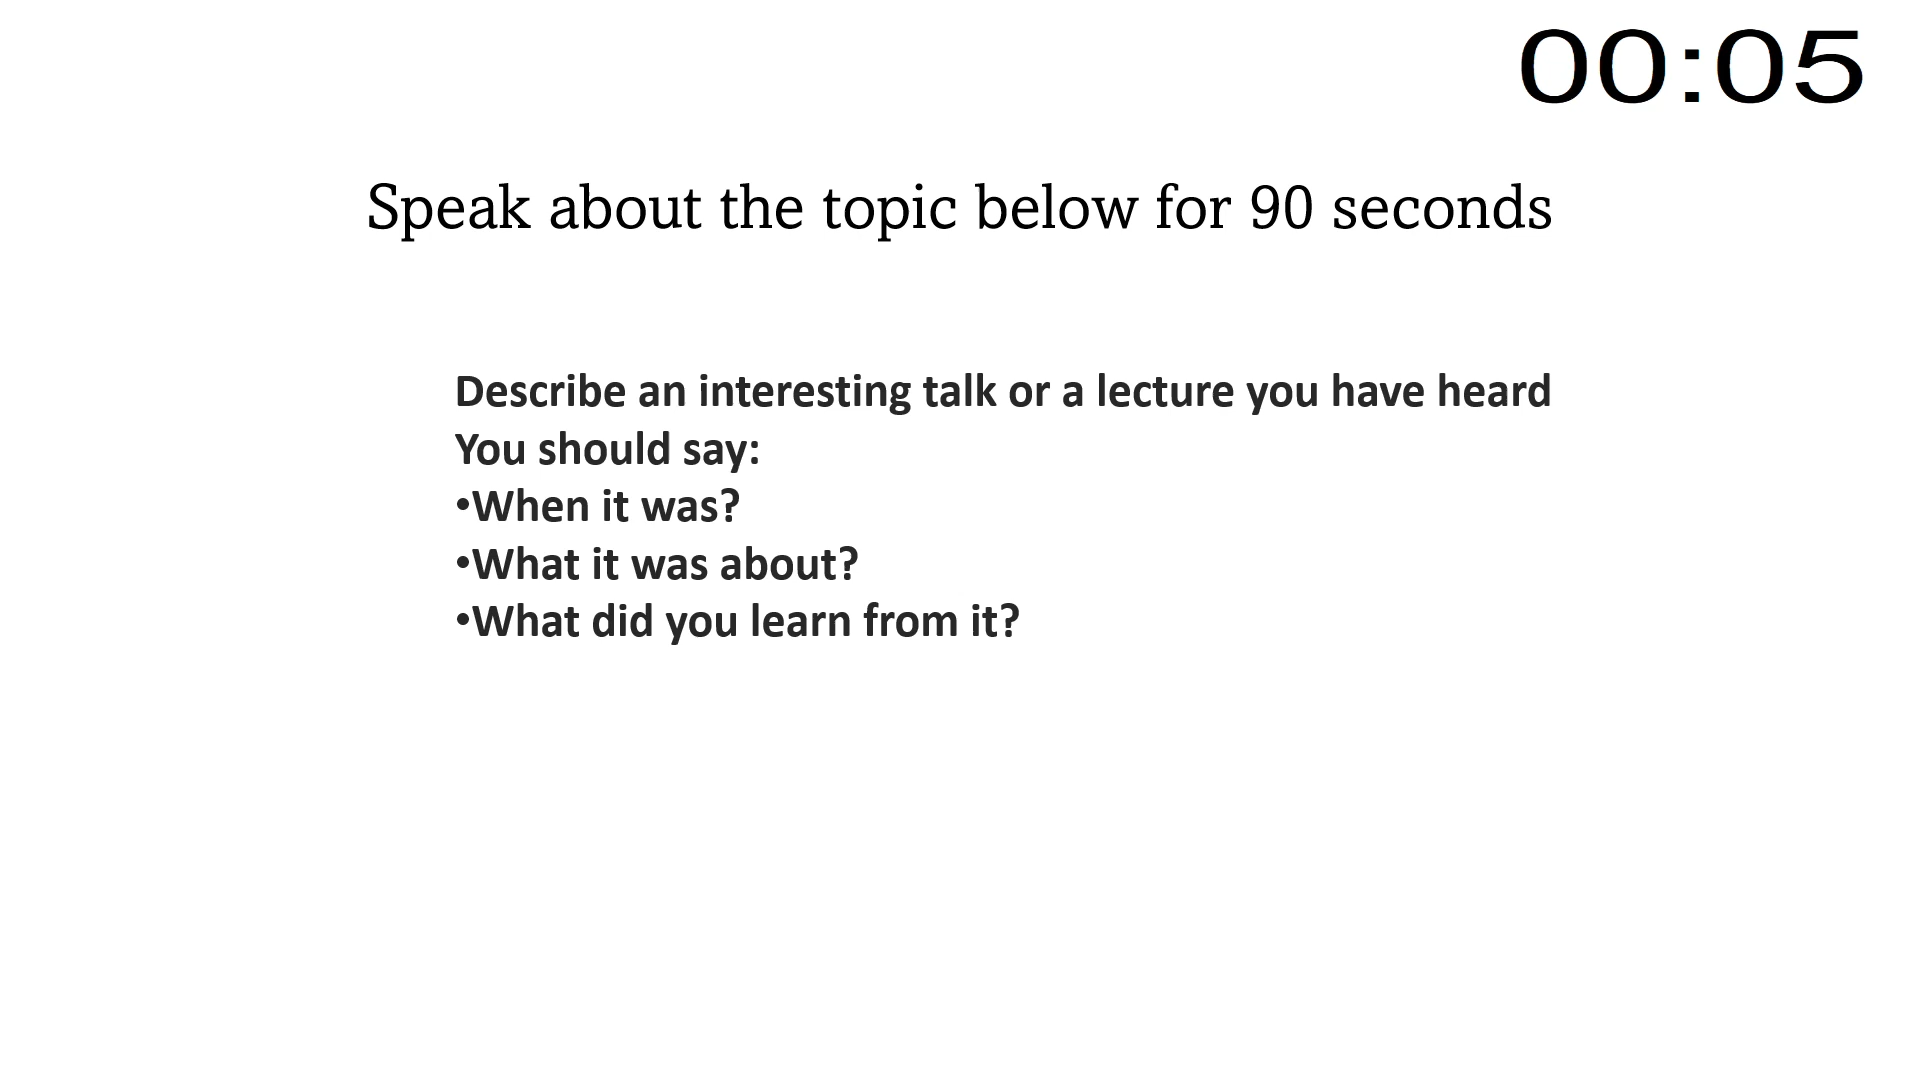 00:05
Speak about the topic below for 90 seconds
Describe an interesting talk or a lecture you have heard
You should say:
•When it was?
•What it was about?
•What did you learn from it?